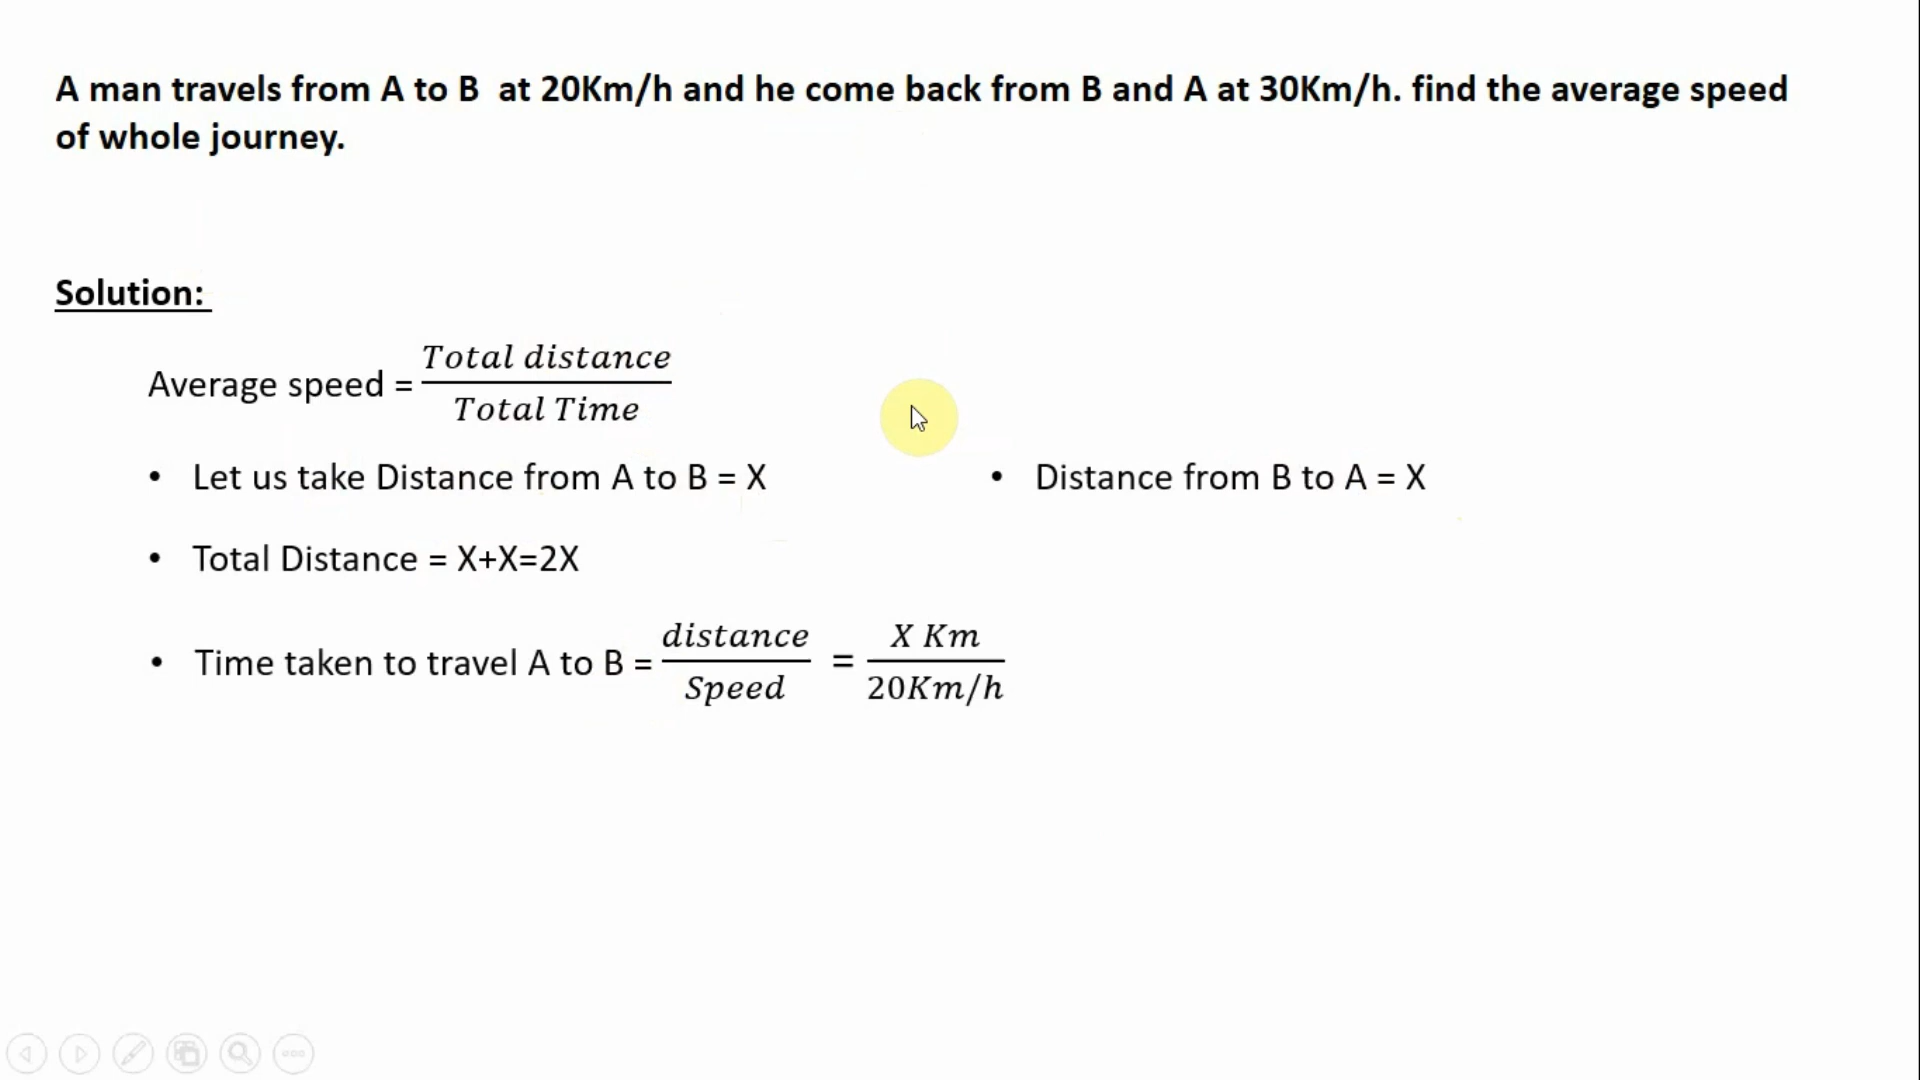 A man travels from A to B  at 20Km/h and he come back from B and A at 30Km/h. find the average speed
of whole journey.
Solution:
Average speed = Total distance / Total Time
• Let us take Distance from A to B = X
• Distance from B to A = X
• Total Distance = X+X=2X
• Time taken to travel A to B = distance / Speed = X Km / 20Km/h